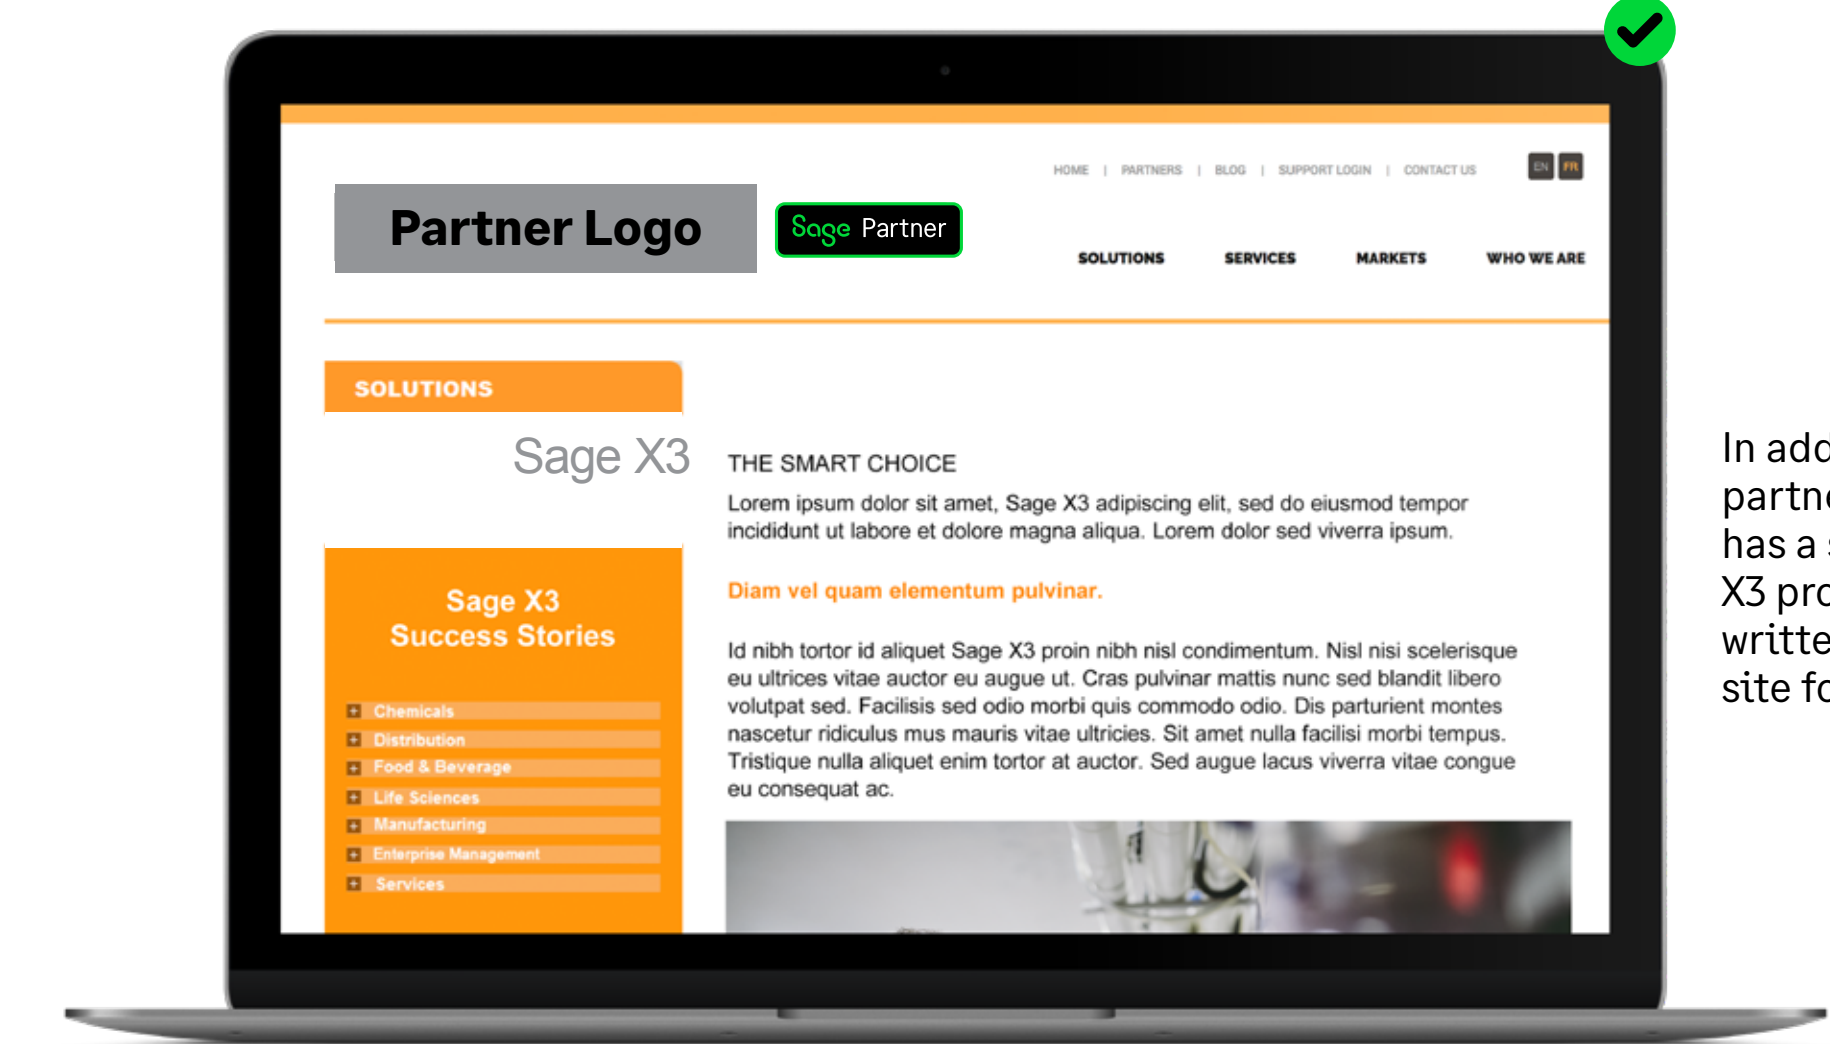 HOME | PARTNERS | BLOG | SUPPORT LOGIN | CONTACT US
EN FR
Partner Logo
Sage Partner
SOLUTIONS SERVICES MARKETS WHO WE ARE
SOLUTIONS
Sage X3
Sage X3
Success Stories
+ Chemicals
+ Distribution
+ Food & Beverage
+ Life Sciences
+ Manufacturing
+ Enterprise Management
+ Services
THE SMART CHOICE
Lorem ipsum dolor sit amet, Sage X3 adipiscing elit, sed do eiusmod tempor
incididunt ut labore et dolore magna aliqua. Lorem dolor sed viverra ipsum.
Diam vel quam elementum pulvinar.
Id nibh tortor id aliquet Sage X3 proin nibh nisl condimentum. Nisl nisi scelerisque
eu ultrices vitae auctor eu augue ut. Cras pulvinar mattis nunc sed blandit libero
volutpat sed. Facilisis sed odio morbi quis commodo odio. Dis parturient montes
nascetur ridiculus mus mauris vitae ultricies. Sit amet nulla facilisi morbi tempus.
Tristique nulla aliquet enim tortor at auctor. Sed augue lacus viverra vitae congue
eu consequat ac.
In
has a
X3
site